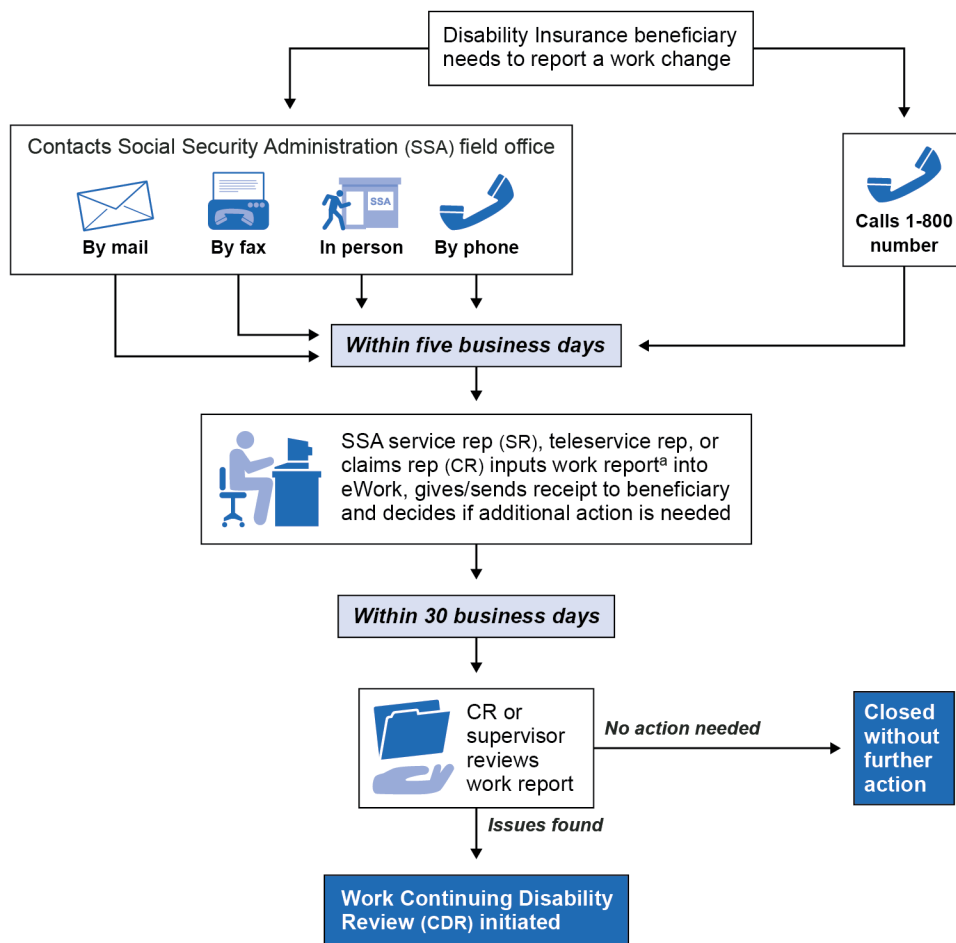 Disability Insurance beneficiary
needs to report a work change
Contacts Social Security Administration (SSA) field office
SSA
By mail
By fax
In person
By phone
Calls 1-800
number
Within five business days
SSA service rep (SR), teleservice rep, or
claims rep (CR) inputs work reportᵃ into
eWork, gives/sends receipt to beneficiary
and decides if additional action is needed
Within 30 business days
CR or
supervisor
reviews
work report
No action needed
Closed
without
further
action
Issues found
Work Continuing Disability
Review (CDR) initiated